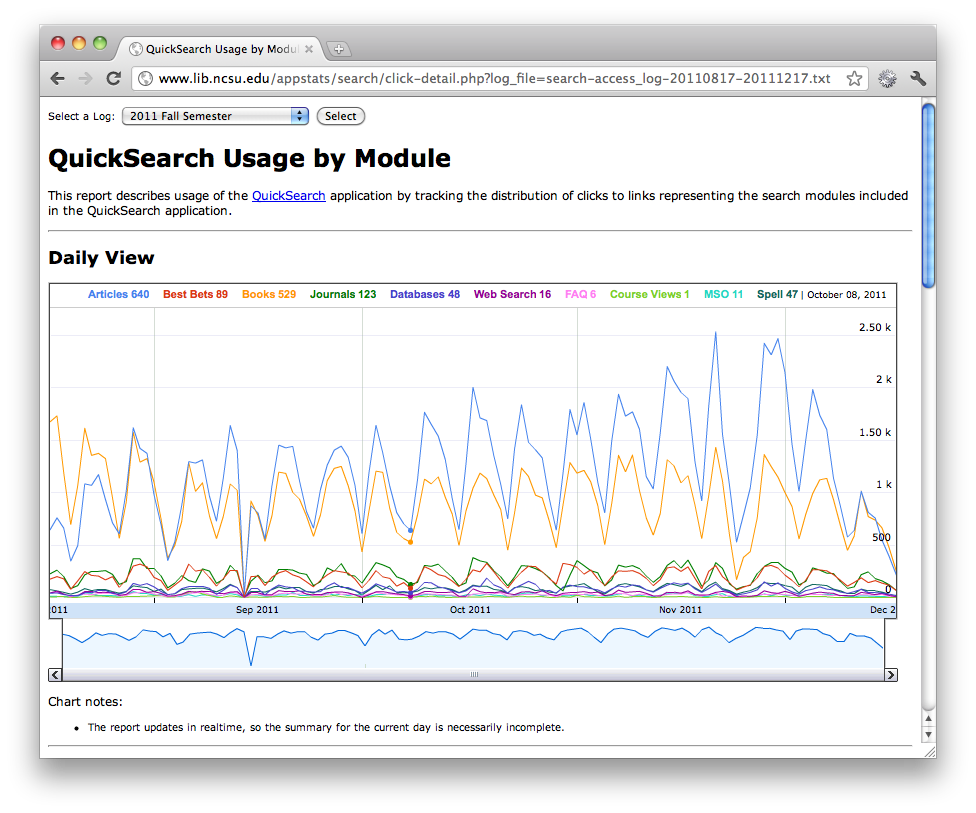 QuickSearch Usage by Modu
www.lib.ncsu.edu/appstats/search/click-detail.php?log_file=search-access_log-20110817-20111217.txt
Select a Log: 2011 Fall Semester Select
QuickSearch Usage by Module
This report describes usage of the QuickSearch application by tracking the distribution of clicks to links representing the search modules included
in the QuickSearch application.
Daily View
Articles 640 Best Bets 89 Books 529 Journals 123 Databases 48 Web Search 16 FAQ 6 Course Views 1 MSO 11 Spell 47 | October 08, 2011
2.50 k
2 k
1.50 k
1 k
500
0
2011 Sep 2011 Oct 2011 Nov 2011 Dec 2
Chart notes:
• The report updates in realtime, so the summary for the current day is necessarily incomplete.